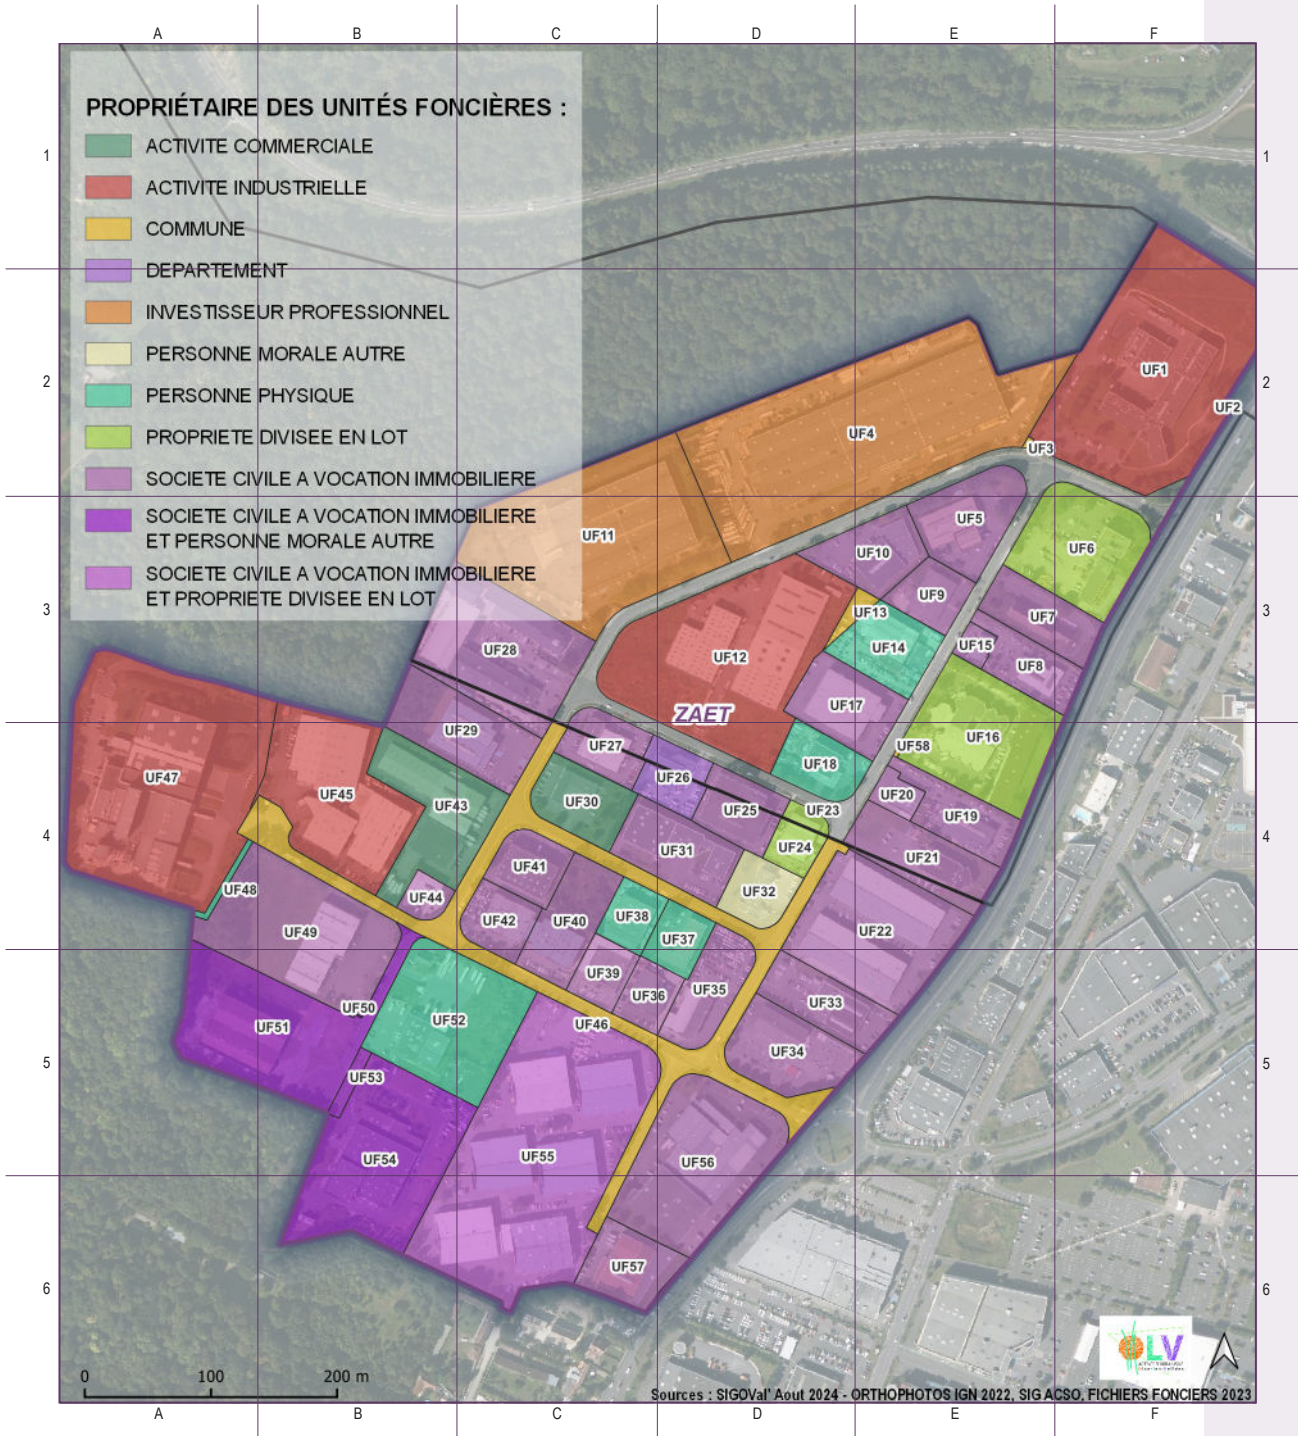 A B C D E F
PROPRIÉTAIRE DES UNITÉS FONCIÈRES :
1 ACTIVITE COMMERCIALE 1
ACTIVITE INDUSTRIELLE
COMMUNE
DEPARTEMENT
INVESTISSEUR PROFESSIONNEL
PERSONNE MORALE AUTRE
2 PERSONNE PHYSIQUE 2
PROPRIETE DIVISEE EN LOT
SOCIETE CIVILE A VOCATION IMMOBILIERE
SOCIETE CIVILE A VOCATION IMMOBILIERE
ET PERSONNE MORALE AUTRE
SOCIETE CIVILE A VOCATION IMMOBILIERE
ET PROPRIETE DIVISEE EN LOT
UF1
UF2
UF4
UF3
UF5
UF11
UF6
UF10
UF9
3 UF13 UF7 3
UF28 UF12 UF14 UF15
UF8
UF17
ZAET
UF29 UF27 UF58 UF16
UF47 UF26 UF18
UF45 UF43 UF30 UF25 UF23 UF20 UF19
4 UF31 UF24 UF21 4
UF41
UF48 UF44 UF32
UF42 UF40 UF38
UF49 UF37 UF22
UF39
UF50 UF36 UF35 UF33
UF51 UF52 UF46
UF34
5 UF53 5
UF54 UF55 UF56
UF57
6 6
LV
0 100 200 m
Sources : SIGOVal' Aout 2024 - ORTHOPHOTOS IGN 2022, SIG ACSO, FICHIERS FONCIERS 2023
A B C D E F